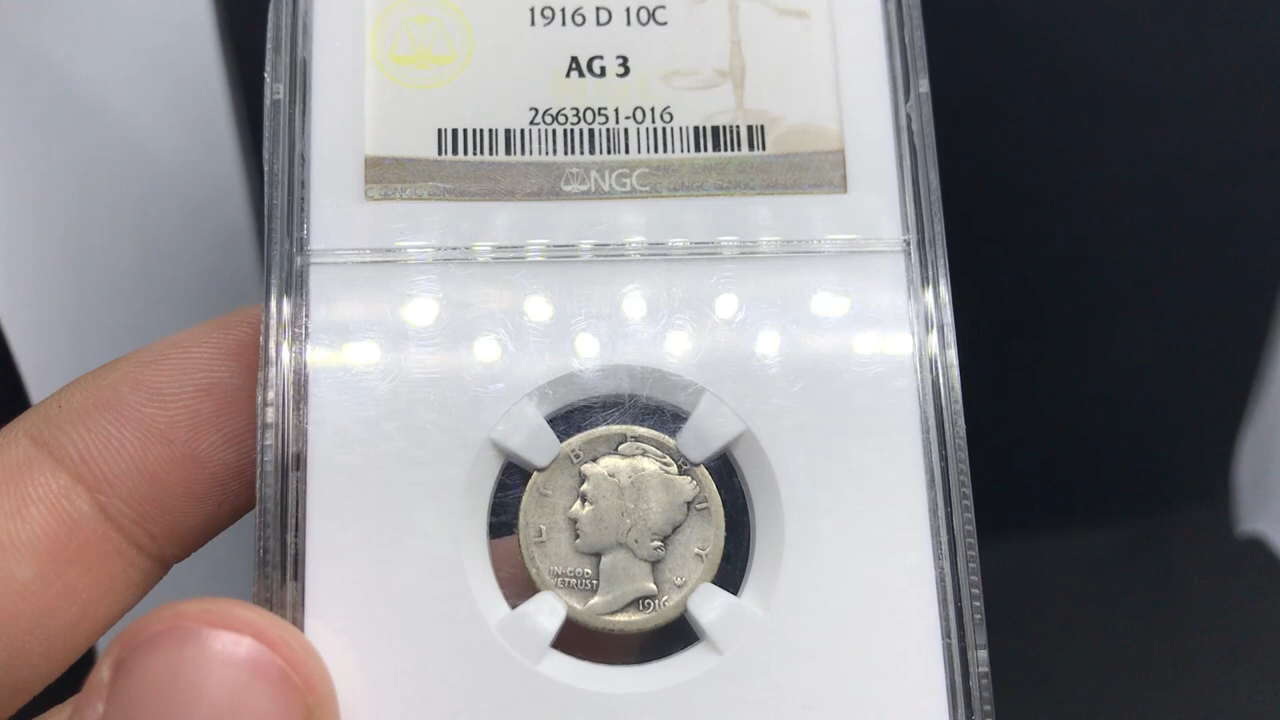 1916 D 10C
AG 3
2663051-016
NGC
LIBERTY
IN·GOD
WE TRUST
1916